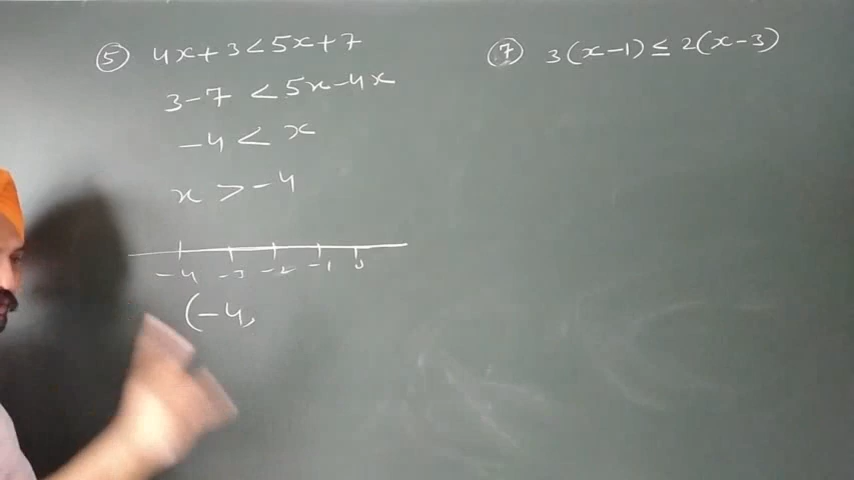 ⑤ 4x+3<5x+7
3-7 <5x-4x
-4 < x
x >-4
-4 -3 -2 -1 0
(-4,
⑦ 3(x-1) ≤ 2(x-3)